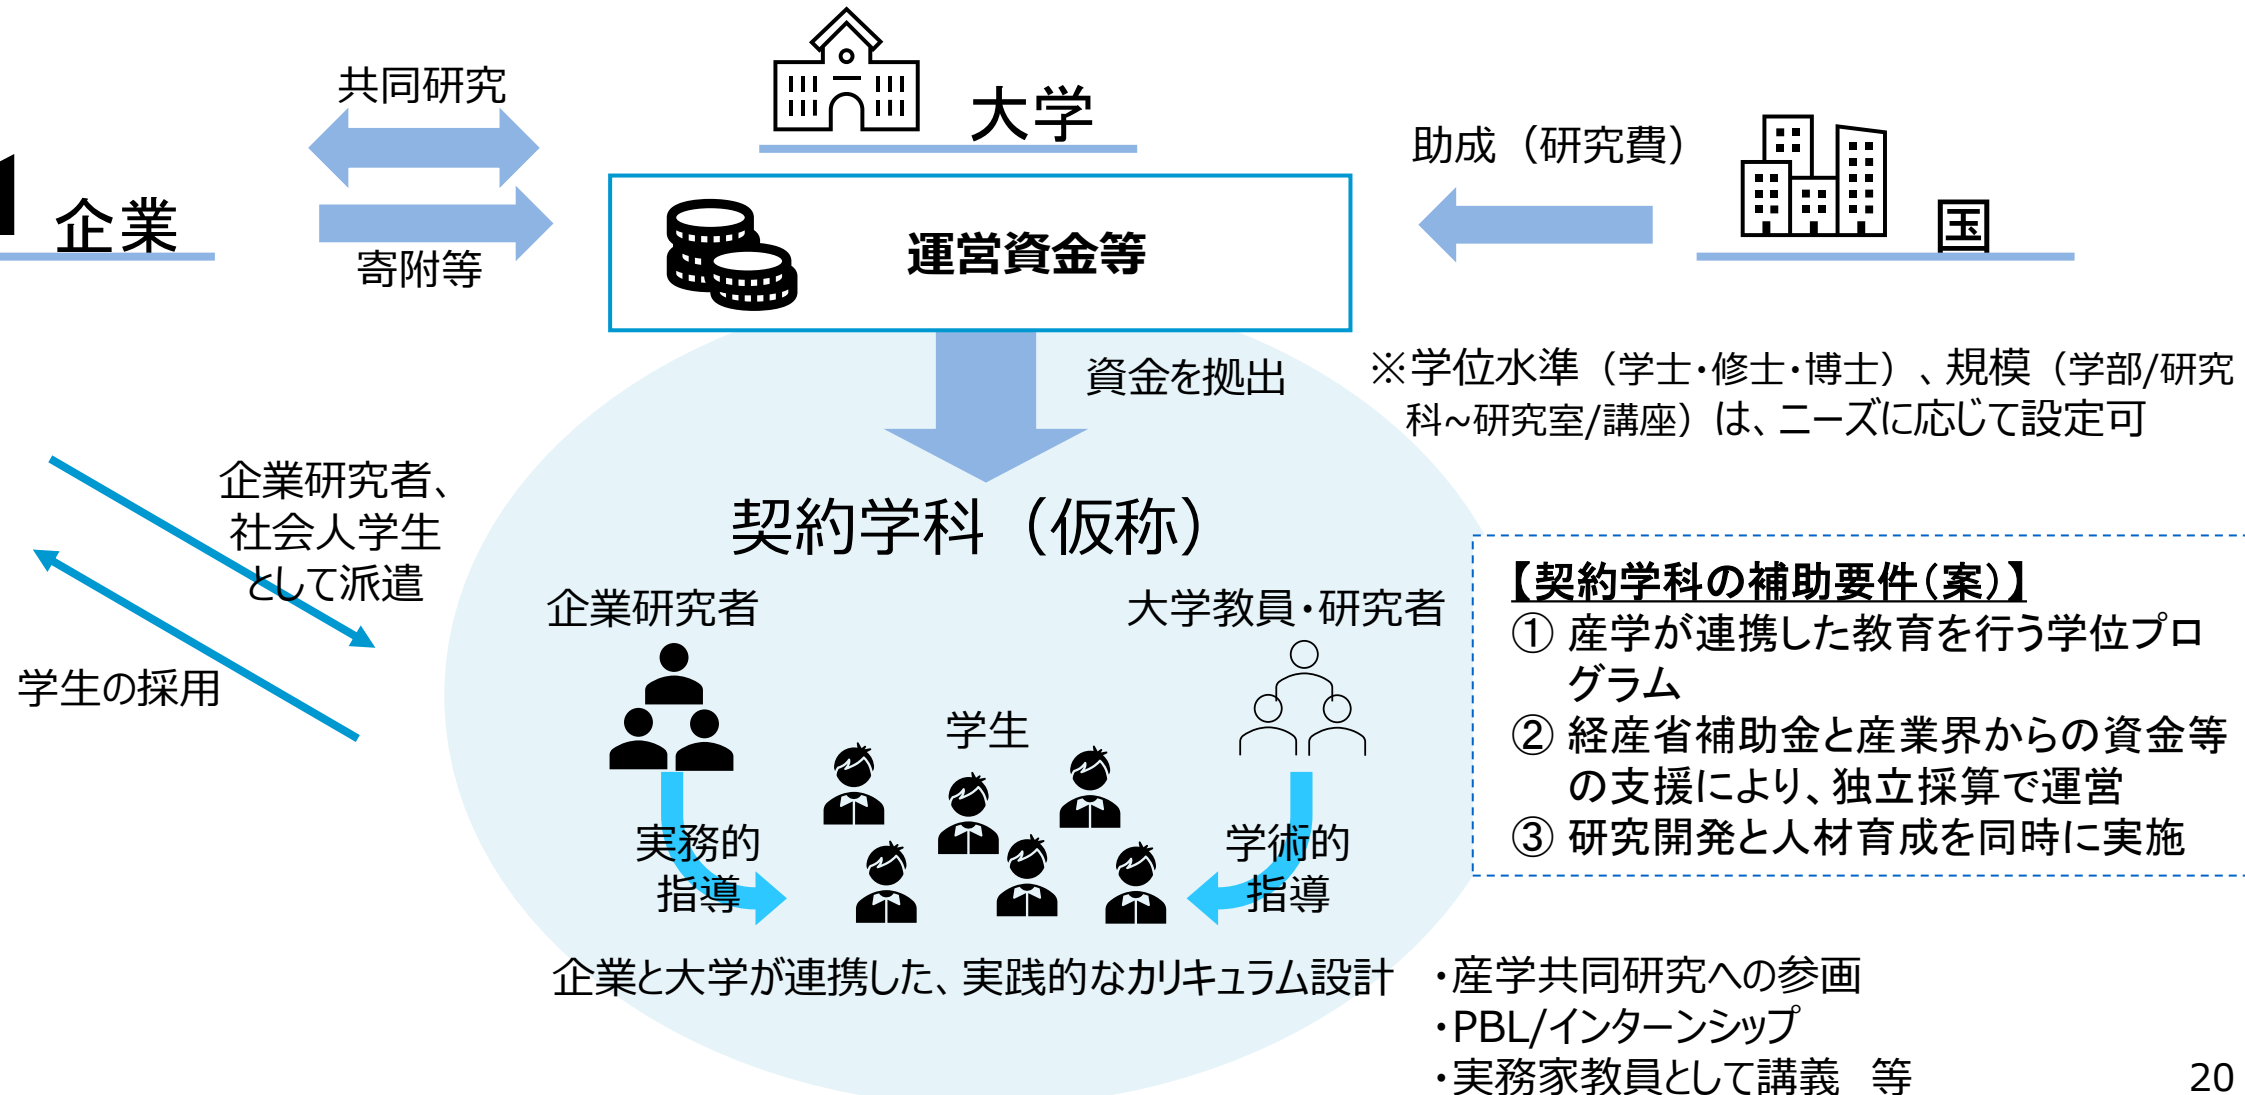 共同研究
大学
助成（研究費）
企業
運営資金等
国
寄附等
資金を拠出
※学位水準（学士・修士・博士）、規模（学部/研究
科~研究室/講座）は、ニーズに応じて設定可
企業研究者、
社会人学生
として派遣
学生の採用
契約学科（仮称）
企業研究者
大学教員・研究者
学生
実務的
指導
学術的
指導
企業と大学が連携した、実践的なカリキュラム設計
【契約学科の補助要件（案）】
① 産学が連携した教育を行う学位プロ
グラム
② 経産省補助金と産業界からの資金等
の支援により、独立採算で運営
③ 研究開発と人材育成を同時に実施
・産学共同研究への参画
・PBL/インターンシップ
・実務家教員として講義　等
20